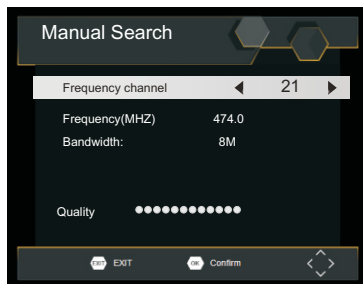 Manual Search
Frequency channel 21
Frequency(MHZ) 474.0
Bandwidth: 8M
Quality
EXIT EXIT OK Confirm